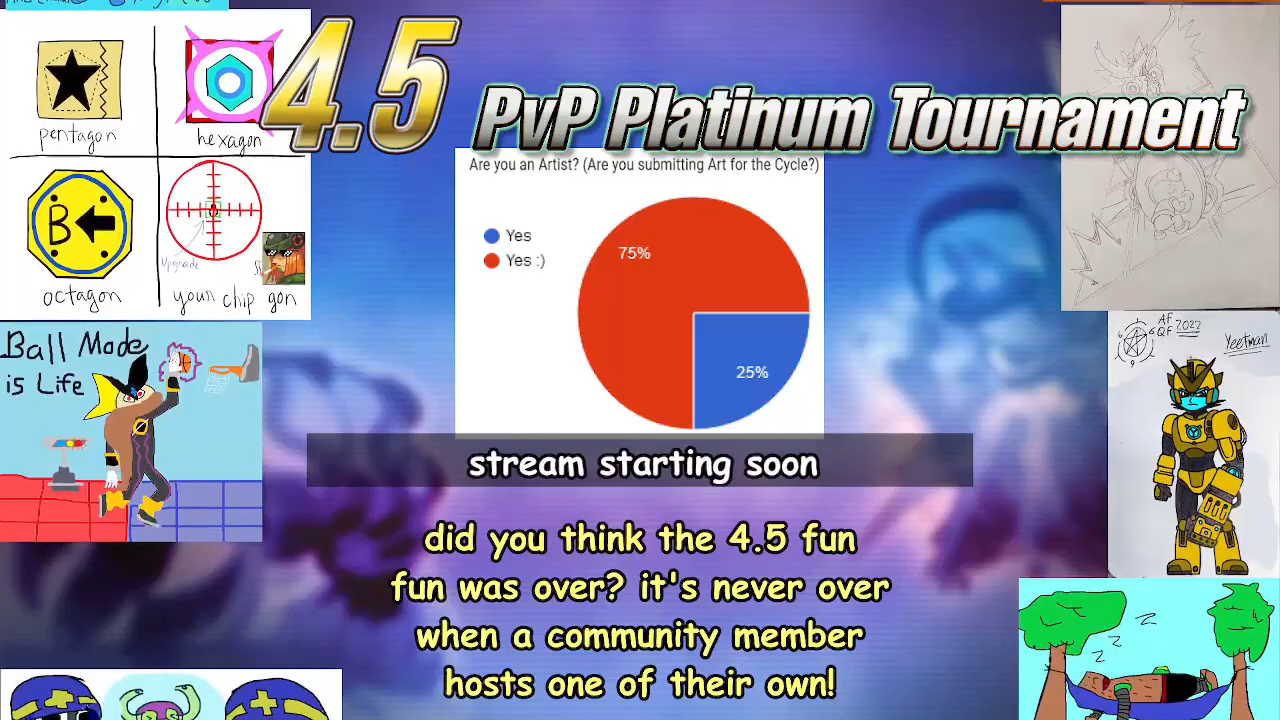 4.5
PvP Platinum Tournament
pentagon
hexagon
B
Upgrade
octagon
your chip gon
Are you an Artist? (Are you submitting Art for the Cycle?)
Yes
Yes :)
75%
25%
Ball Mode
is Life
AF
QF 2022
Yeetman
stream starting soon
did you think the 4.5 fun
fun was over? it's never over
when a community member
hosts one of their own!
z
z
z
z